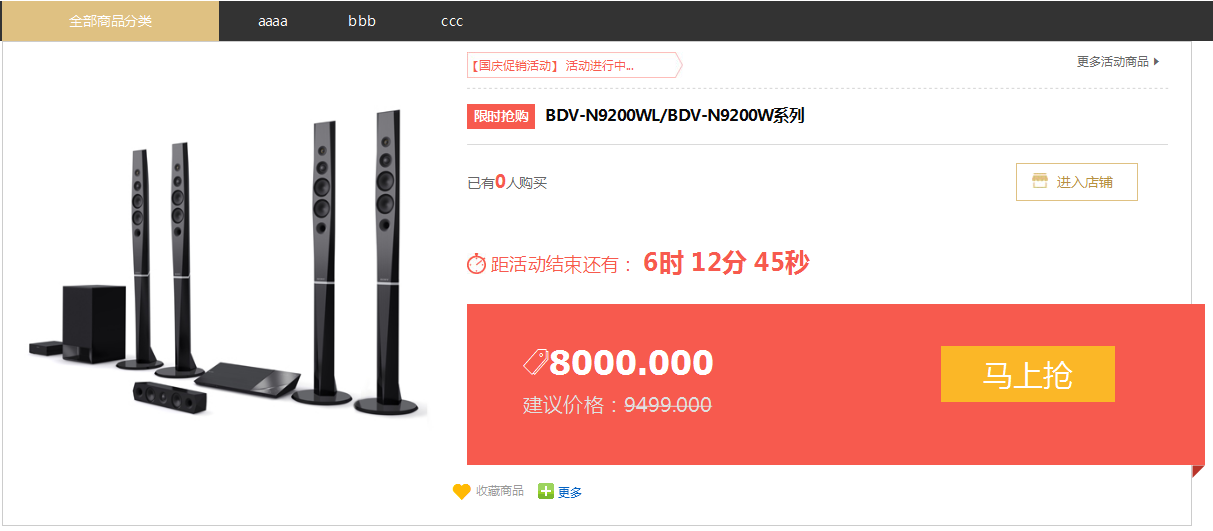 全部商品分类 aaaa bbb ccc
【国庆促销活动】 活动进行中... 更多活动商品
限时抢购 BDV-N9200WL/BDV-N9200W系列
已有0人购买 进入店铺
距活动结束还有： 6时 12分 45秒
8000.000 马上抢
建议价格：9499.000
收藏商品 更多